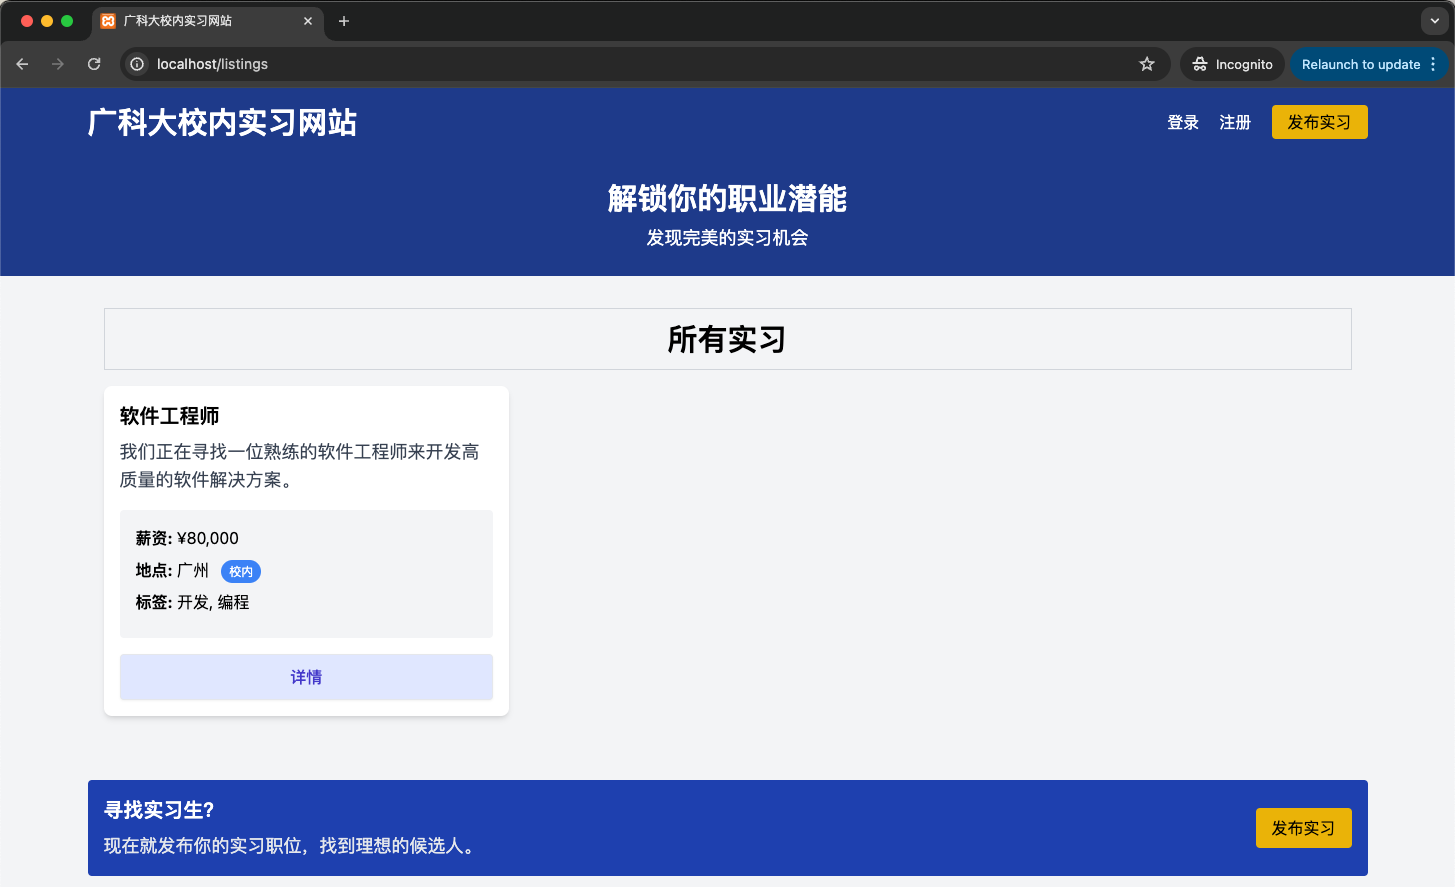 广科大校内实习网站
localhost/listings
Incognito
Relaunch to update
广科大校内实习网站
登录
注册
发布实习
解锁你的职业潜能
发现完美的实习机会
所有实习
软件工程师
我们正在寻找一位熟练的软件工程师来开发高
质量的软件解决方案。
薪资: ¥80,000
地点: 广州 校内
标签: 开发, 编程
详情
寻找实习生?
现在就发布你的实习职位，找到理想的候选人。
发布实习